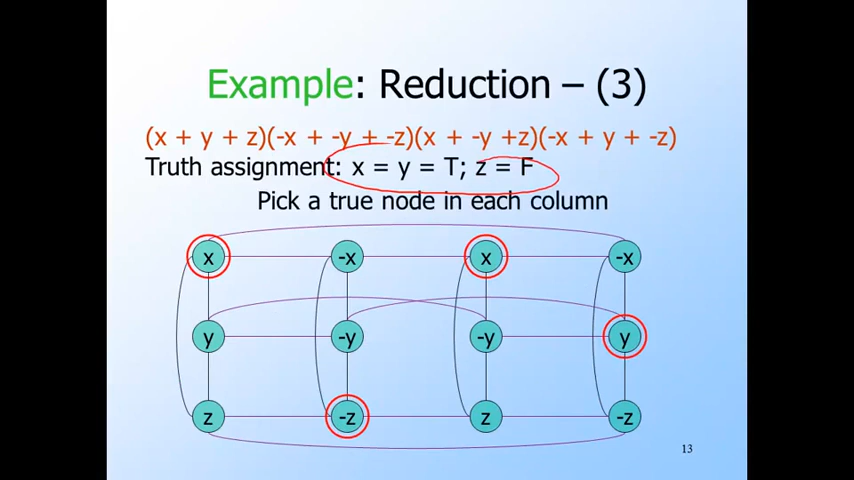 Example: Reduction – (3)
(x + y + z)(-x + -y + -z)(x + -y +z)(-x + y + -z)
Truth assignment: x = y = T; z = F
Pick a true node in each column
x -x x -x
y -y -y y
z -z z -z
13